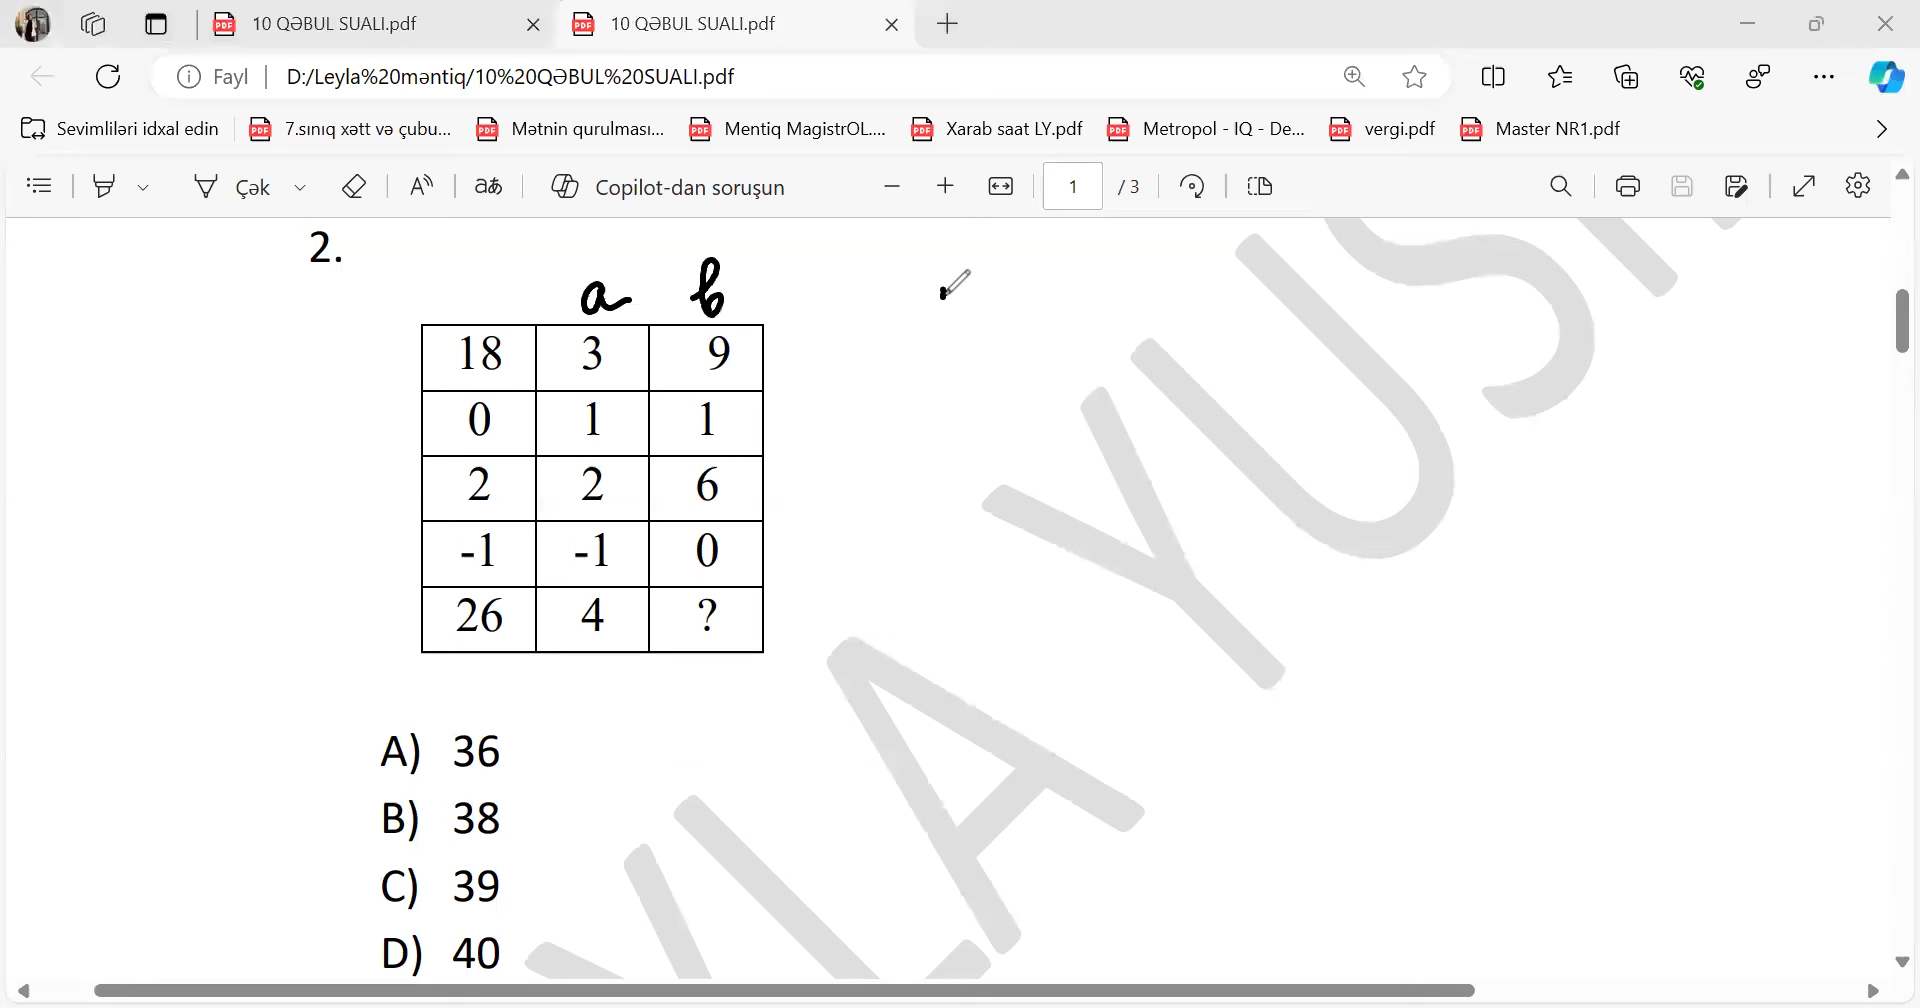 10 QƏBUL SUALI.pdf
10 QƏBUL SUALI.pdf
Fayl
D:/Leyla%20məntiq/10%20QƏBUL%20SUALI.pdf
Sevimliləri idxal edin
7.sınıq xətt və çubu...
Mətnin qurulması...
Mentiq MagistrOL....
Xarab saat LY.pdf
Metropol - IQ - De...
vergi.pdf
Master NR1.pdf
Çək
aあ
Copilot-dan soruşun
1 / 3
2.
a b
18 3 9
0 1 1
2 2 6
-1 -1 0
26 4 ?
A) 36
B) 38
C) 39
D) 40